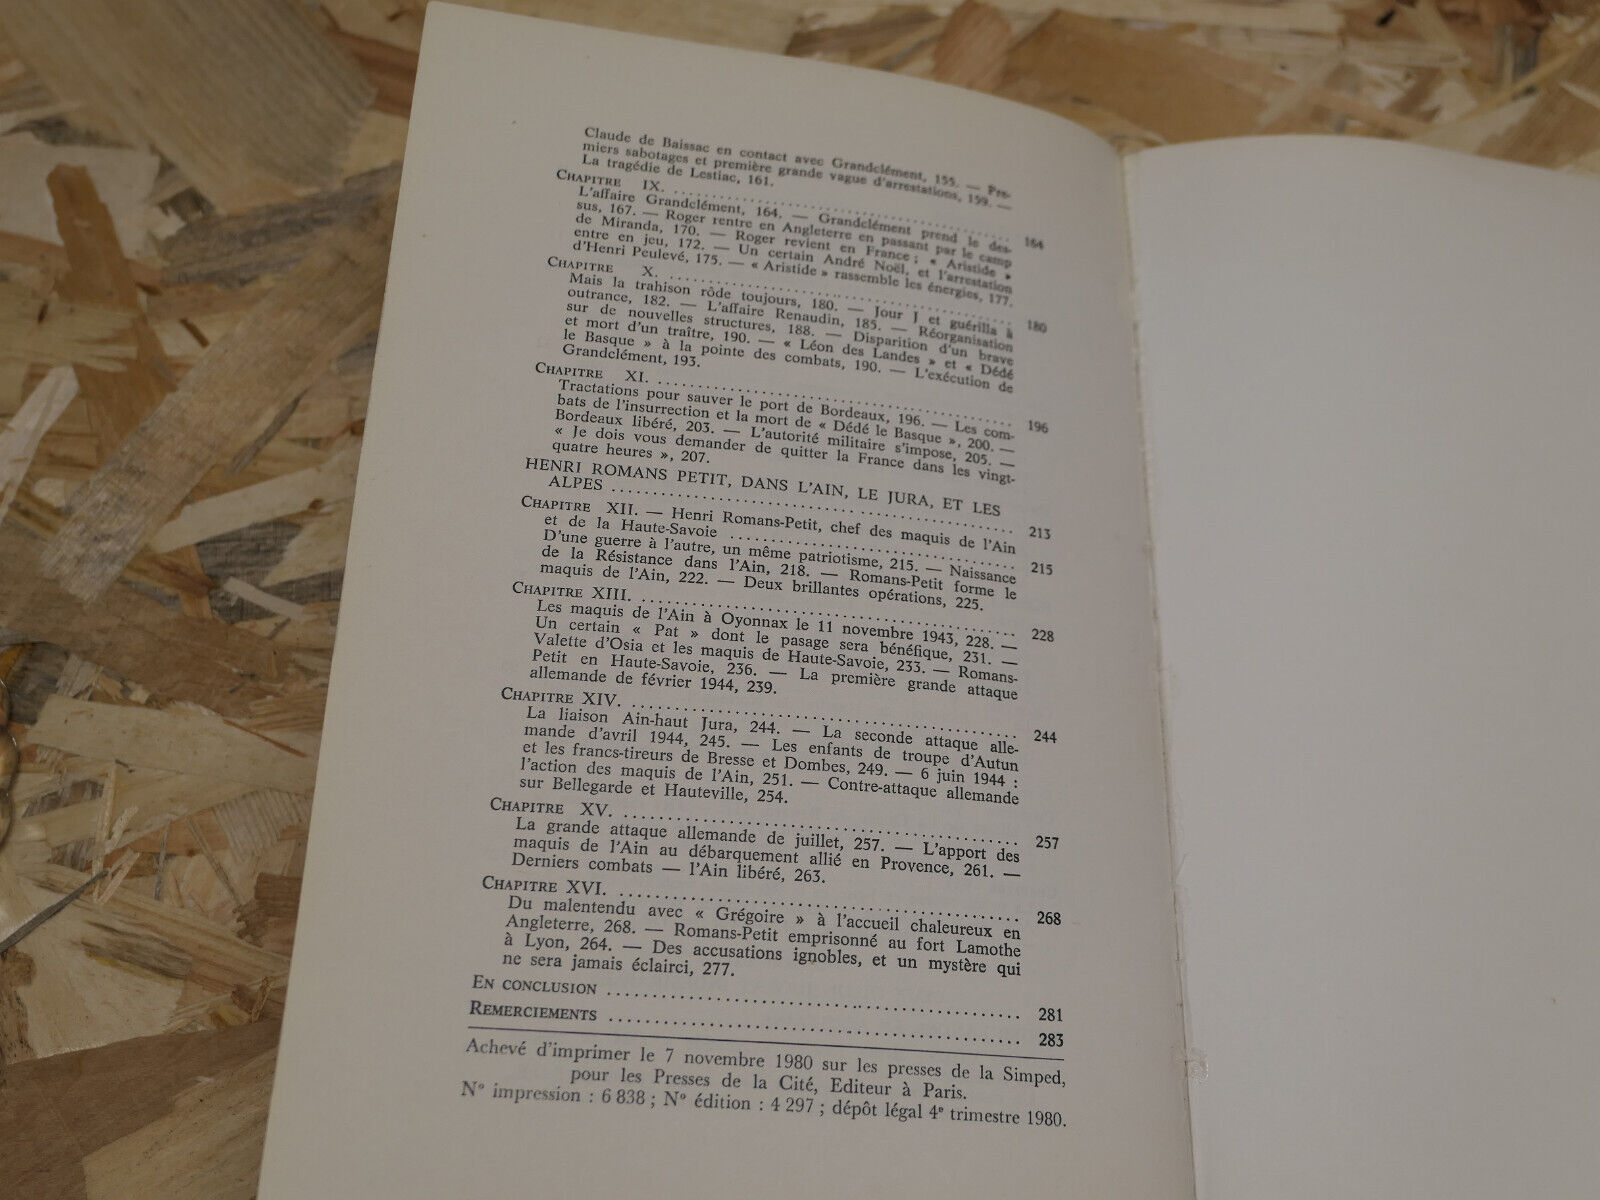 Claude de Baissac en contact avec Grandclément, 155. — Pre-
miers sabotages et première grande vague d'arrestations, 159. —
La tragédie de Lestiac, 161.
CHAPITRE IX. .......... 164
L'affaire Grandclément, 164. — Grandclément prend le des-
sus, 167. — Roger rentre en Angleterre en passant par le camp
de Miranda, 170. — Roger revient en France ; « Aristide »
entre en jeu, 172. — Un certain André Noël, et l'arrestation
d'Henri Peulevé, 175. — « Aristide » rassemble les énergies, 177.
CHAPITRE X. .......... 180
Mais la trahison rôde toujours, 180. — Jour J et guérilla à
outrance, 182. — L'affaire Renaudin, 185. — Réorganisation
sur de nouvelles structures, 188. — Disparition d'un brave
et mort d'un traître, 190. — « Léon des Landes » et « Dédé
le Basque » à la pointe des combats, 190. — L'exécution de
Grandclément, 193.
CHAPITRE XI. .......... 196
Tractations pour sauver le port de Bordeaux, 196. — Les com-
bats de l'insurrection et la mort de « Dédé le Basque », 200. —
Bordeaux libéré, 203. — L'autorité militaire s'impose, 205. —
« Je dois vous demander de quitter la France dans les vingt-
quatre heures », 207.
HENRI ROMANS PETIT, DANS L'AIN, LE JURA, ET LES
ALPES .......... 213
CHAPITRE XII. — Henri Romans-Petit, chef des maquis de l'Ain
et de la Haute-Savoie .......... 215
D'une guerre à l'autre, un même patriotisme, 215. — Naissance
de la Résistance dans l'Ain, 218. — Romans-Petit forme le
maquis de l'Ain, 222. — Deux brillantes opérations, 225.
CHAPITRE XIII. .......... 228
Les maquis de l'Ain à Oyonnax le 11 novembre 1943, 228. —
Un certain « Pat » dont le pasage sera bénéfique, 231. —
Valette d'Osia et les maquis de Haute-Savoie, 233. — Romans-
Petit en Haute-Savoie, 236. — La première grande attaque
allemande de février 1944, 239.
CHAPITRE XIV. .......... 244
La liaison Ain-haut Jura, 244. — La seconde attaque alle-
mande d'avril 1944, 245. — Les enfants de troupe d'Autun
et les francs-tireurs de Bresse et Dombes, 249. — 6 juin 1944 :
l'action des maquis de l'Ain, 251. — Contre-attaque allemande
sur Bellegarde et Hauteville, 254.
CHAPITRE XV. .......... 257
La grande attaque allemande de juillet, 257. — L'apport des
maquis de l'Ain au débarquement allié en Provence, 261. —
Derniers combats — l'Ain libéré, 263.
CHAPITRE XVI. .......... 268
Du malentendu avec « Grégoire » à l'accueil chaleureux en
Angleterre, 268. — Romans-Petit emprisonné au fort Lamothe
à Lyon, 264. — Des accusations ignobles, et un mystère qui
ne sera jamais éclairci, 277.
EN CONCLUSION .......... 281
REMERCIEMENTS .......... 283
Achevé d'imprimer le 7 novembre 1980 sur les presses de la Simped,
pour les Presses de la Cité, Editeur à Paris.
N° impression : 6 838 ; N° édition : 4 297 ; dépôt légal 4e trimestre 1980.